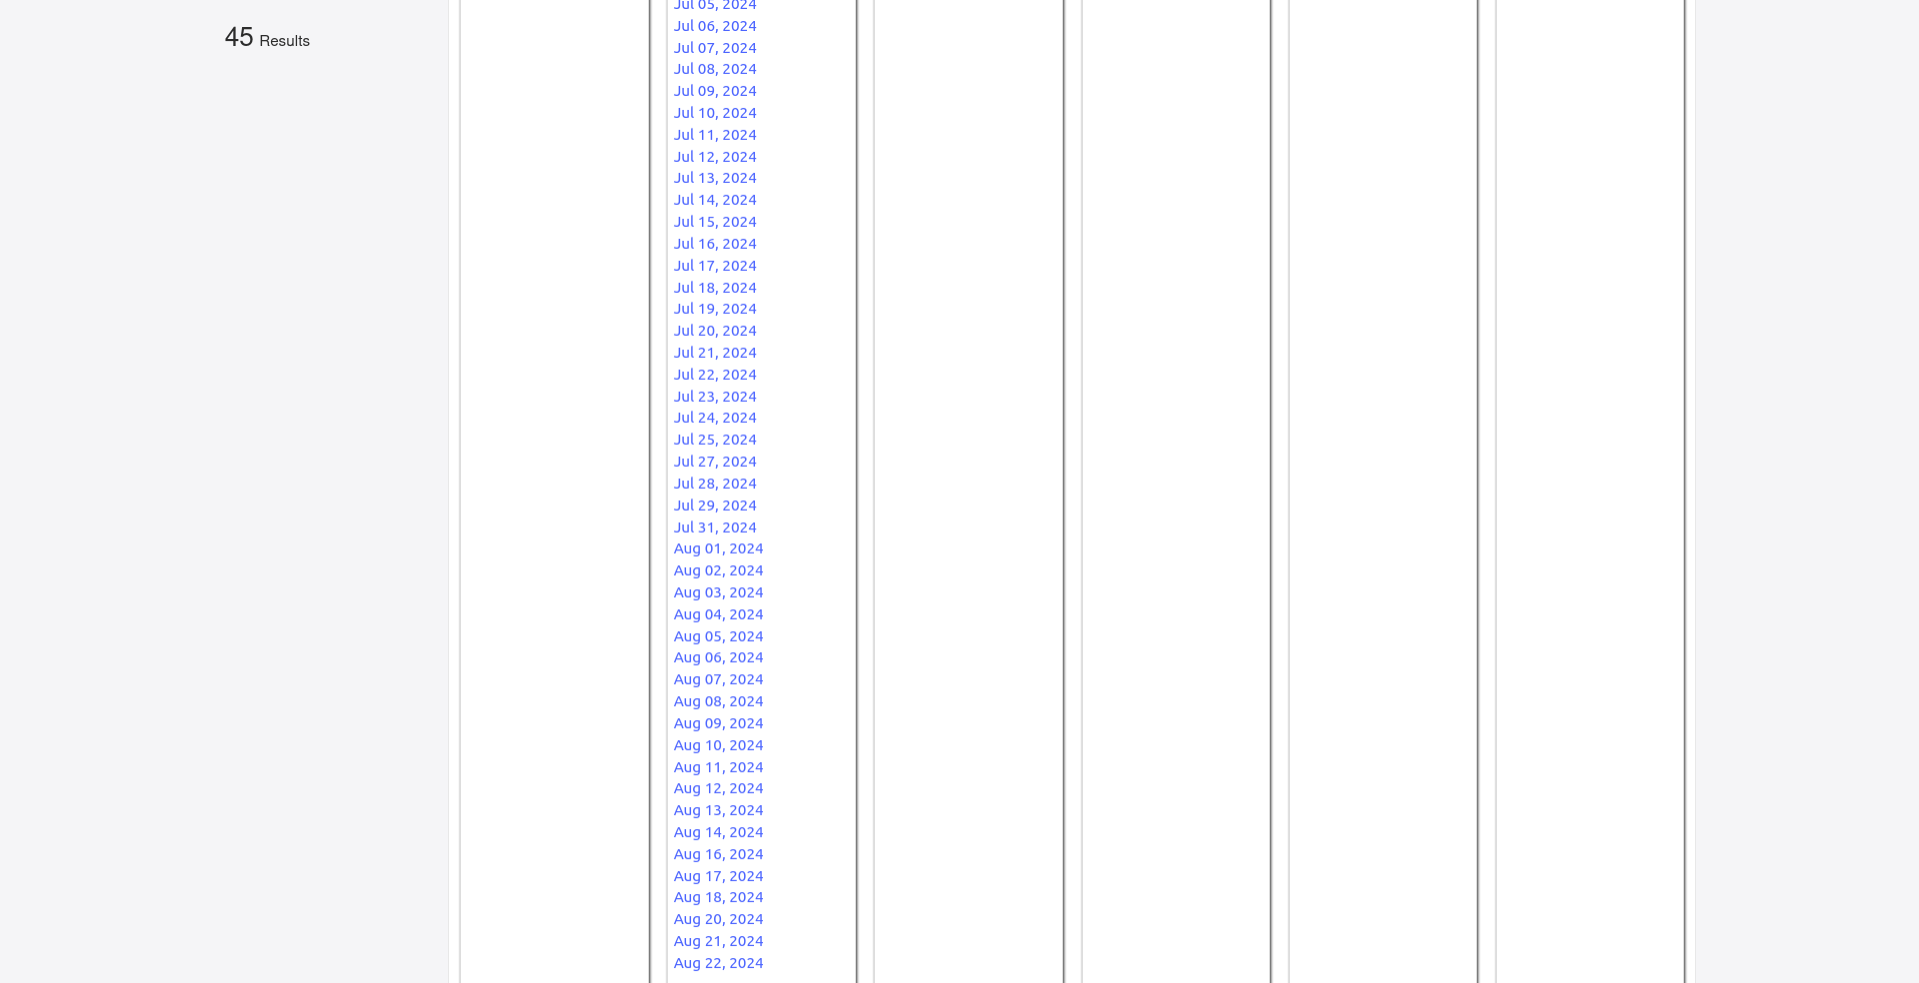 45 Results
Jul 05, 2024
Jul 06, 2024
Jul 07, 2024
Jul 08, 2024
Jul 09, 2024
Jul 10, 2024
Jul 11, 2024
Jul 12, 2024
Jul 13, 2024
Jul 14, 2024
Jul 15, 2024
Jul 16, 2024
Jul 17, 2024
Jul 18, 2024
Jul 19, 2024
Jul 20, 2024
Jul 21, 2024
Jul 22, 2024
Jul 23, 2024
Jul 24, 2024
Jul 25, 2024
Jul 27, 2024
Jul 28, 2024
Jul 29, 2024
Jul 31, 2024
Aug 01, 2024
Aug 02, 2024
Aug 03, 2024
Aug 04, 2024
Aug 05, 2024
Aug 06, 2024
Aug 07, 2024
Aug 08, 2024
Aug 09, 2024
Aug 10, 2024
Aug 11, 2024
Aug 12, 2024
Aug 13, 2024
Aug 14, 2024
Aug 16, 2024
Aug 17, 2024
Aug 18, 2024
Aug 20, 2024
Aug 21, 2024
Aug 22, 2024